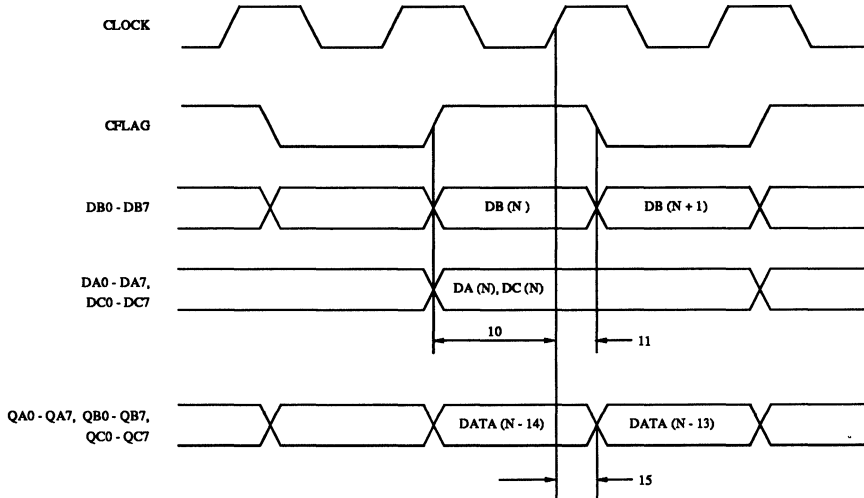 CLOCK
CFLAG
DB0 - DB7
DB (N )
DB (N + 1)
DA0 - DA7,
DC0 - DC7
DA (N), DC (N)
10
11
QA0 - QA7, QB0 - QB7,
QC0 - QC7
DATA (N - 14)
DATA (N - 13)
15